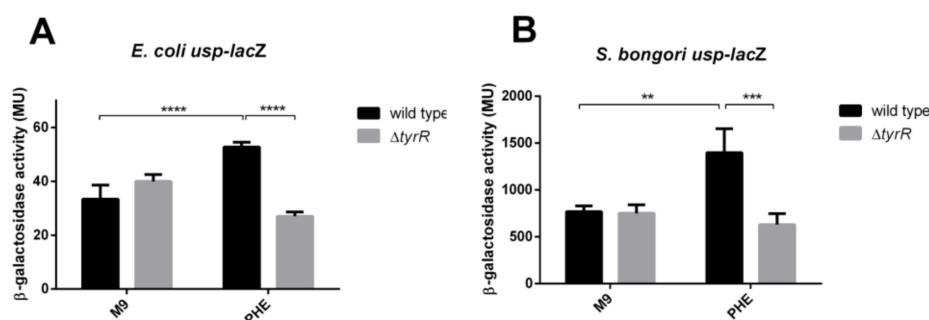 A
E. coli usp-lacZ
β-galactosidase activity (MU)
60
40
20
0
****
****
wild type
ΔtyrR
M9
PHE
B
S. bongori usp-lacZ
β-galactosidase activity (MU)
2000
1500
1000
500
0
**
***
wild type
ΔtyrR
M9
PHE